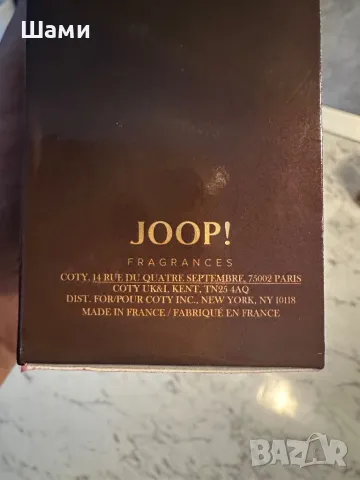 Шами
JOOP!
FRAGRANCES
COTY, 14 RUE DU QUATRE SEPTEMBRE, 75002 PARIS
COTY UK&I, KENT, TN25 4AQ
DIST. FOR/POUR COTY INC., NEW YORK, NY 10118
MADE IN FRANCE / FABRIQUÉ EN FRANCE
BAZAR
bg